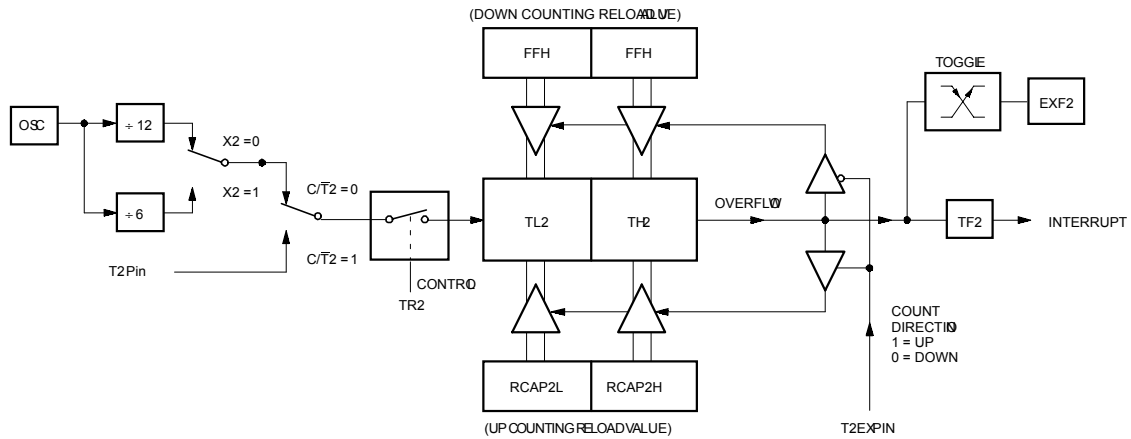 (DOWN COUNTING RELOAD VALUE)
FFH FFH
TOGGLE
OSC
÷ 12
EXF2
X2 = 0
X2 = 1
C/T̅2 = 0
÷ 6
TL2 TH2
OVERFLOW
TF2
INTERRUPT
T2 Pin
C/T̅2 = 1
CONTROL
TR2
COUNT
DIRECTION
1 = UP
0 = DOWN
RCAP2L RCAP2H
(UP COUNTING RELOAD VALUE)
T2EX PIN